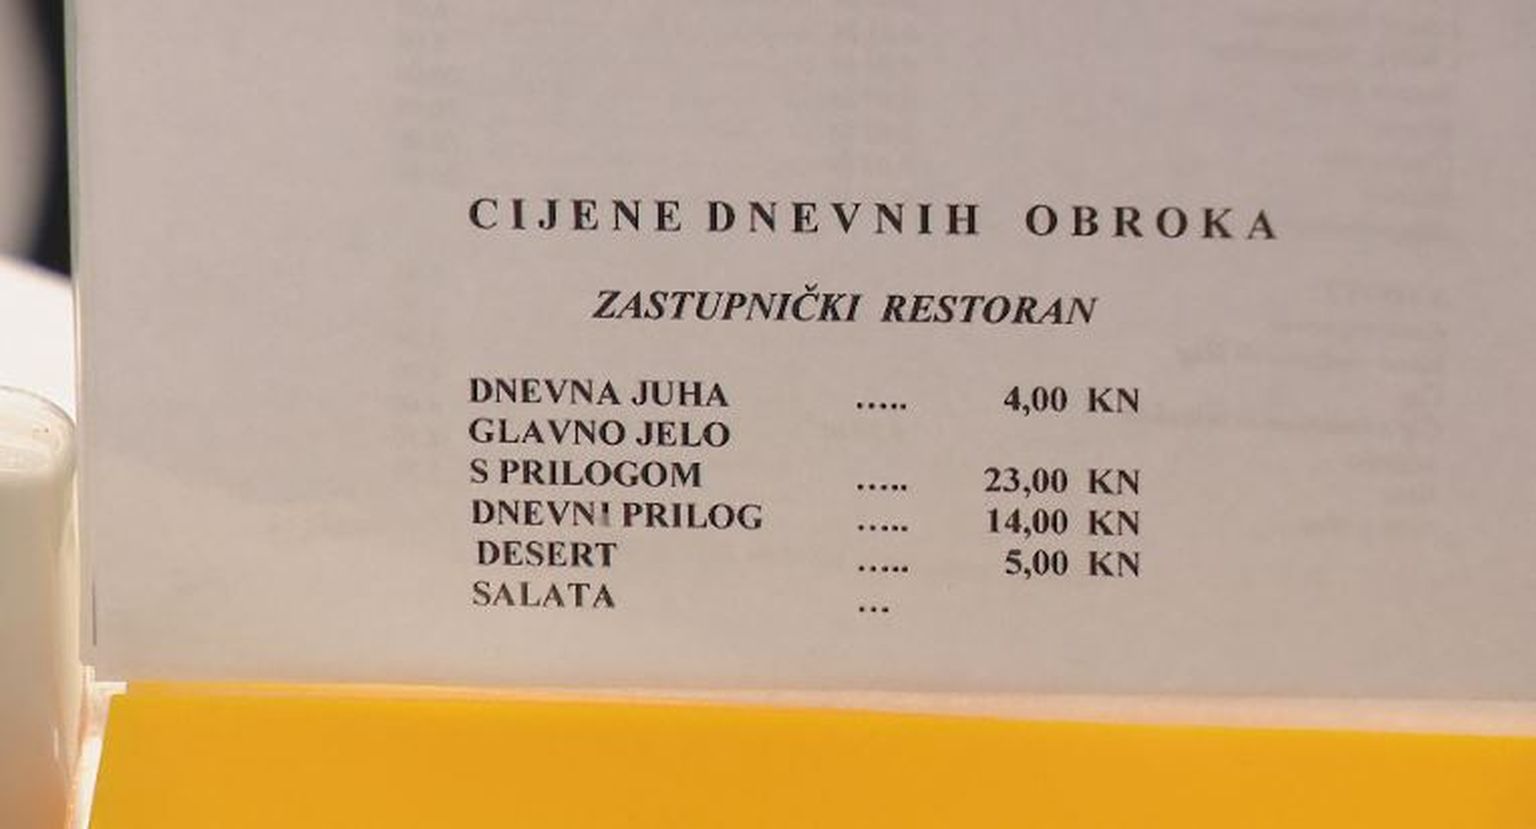 CIJENE DNEVNIH OBROKA
ZASTUPNIČKI RESTORAN
DNEVNA JUHA ..... 4,00 KN
GLAVNO JELO
S PRILOGOM ..... 23,00 KN
DNEVNI PRILOG ..... 14,00 KN
DESERT ..... 5,00 KN
SALATA ...